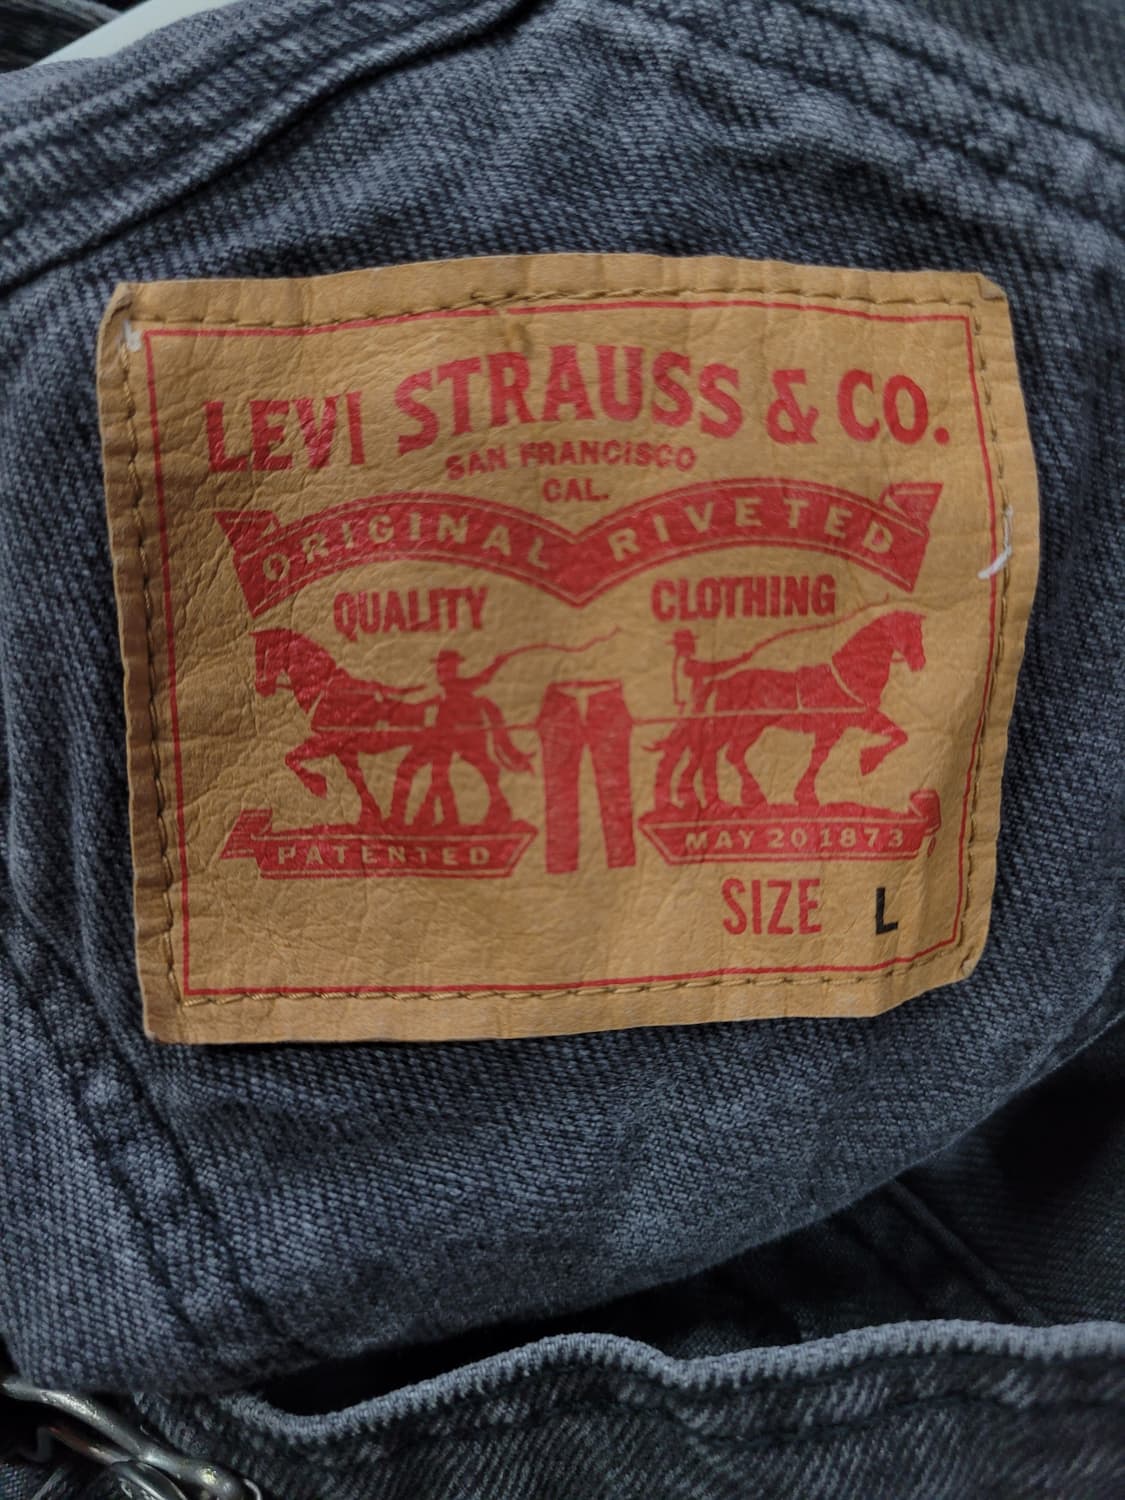 LEVI STRAUSS & CO.
SAN FRANCISCO
CAL.
ORIGINAL RIVETED
QUALITY CLOTHING
PATENTED MAY 20 1873
SIZE L